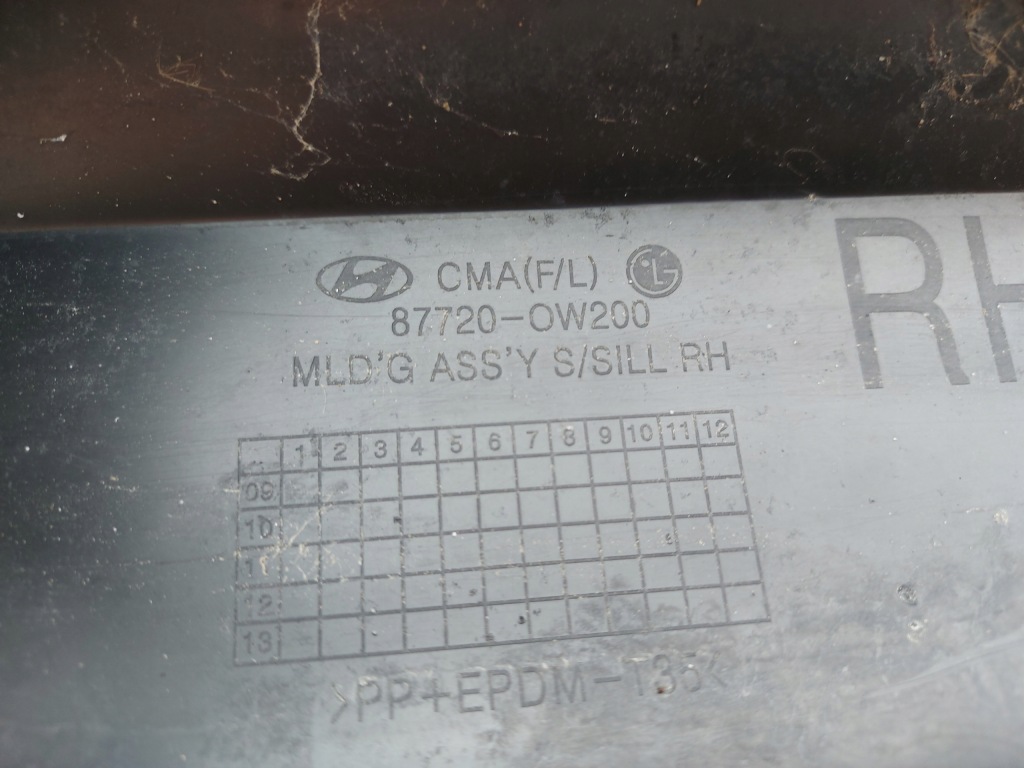 CMA(F/L) LG
87720-0W200
MLD'G ASS'Y S/SILL RH
RH
1 2 3 4 5 6 7 8 9 10 11 12
09
10
11
12
13
>PP+EPDM-T35<